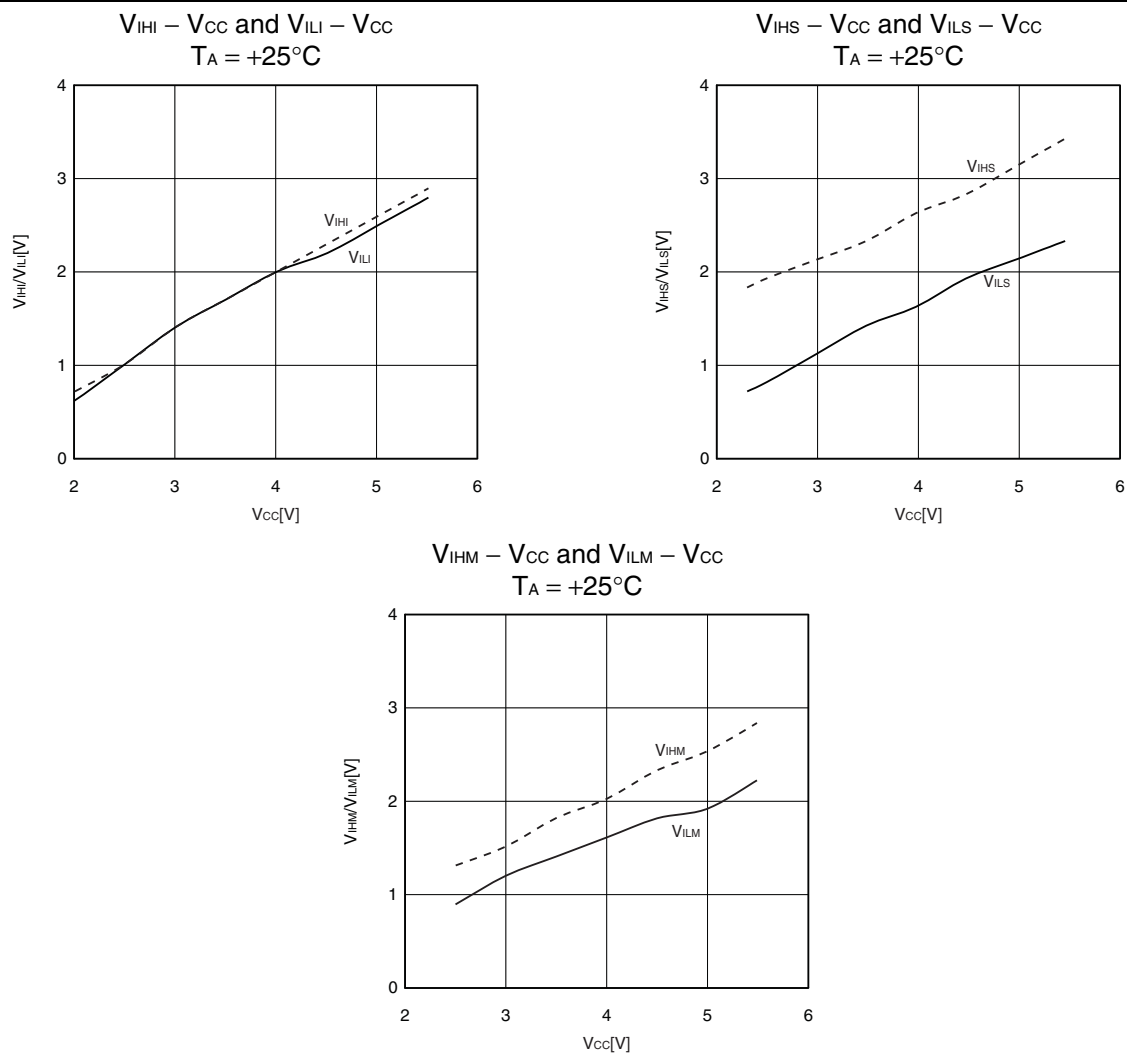 VIHI – VCC and VILI – VCC
TA = +25°C
VIHI/VILI[V]
4
3
2
1
0
VIHI
VILI
2 3 4 5 6
VCC[V]
VIHS – VCC and VILS – VCC
TA = +25°C
VIHS/VILS[V]
4
3
2
1
0
VIHS
VILS
2 3 4 5 6
VCC[V]
VIHM – VCC and VILM – VCC
TA = +25°C
VIHM/VILM[V]
4
3
2
1
0
VIHM
VILM
2 3 4 5 6
VCC[V]